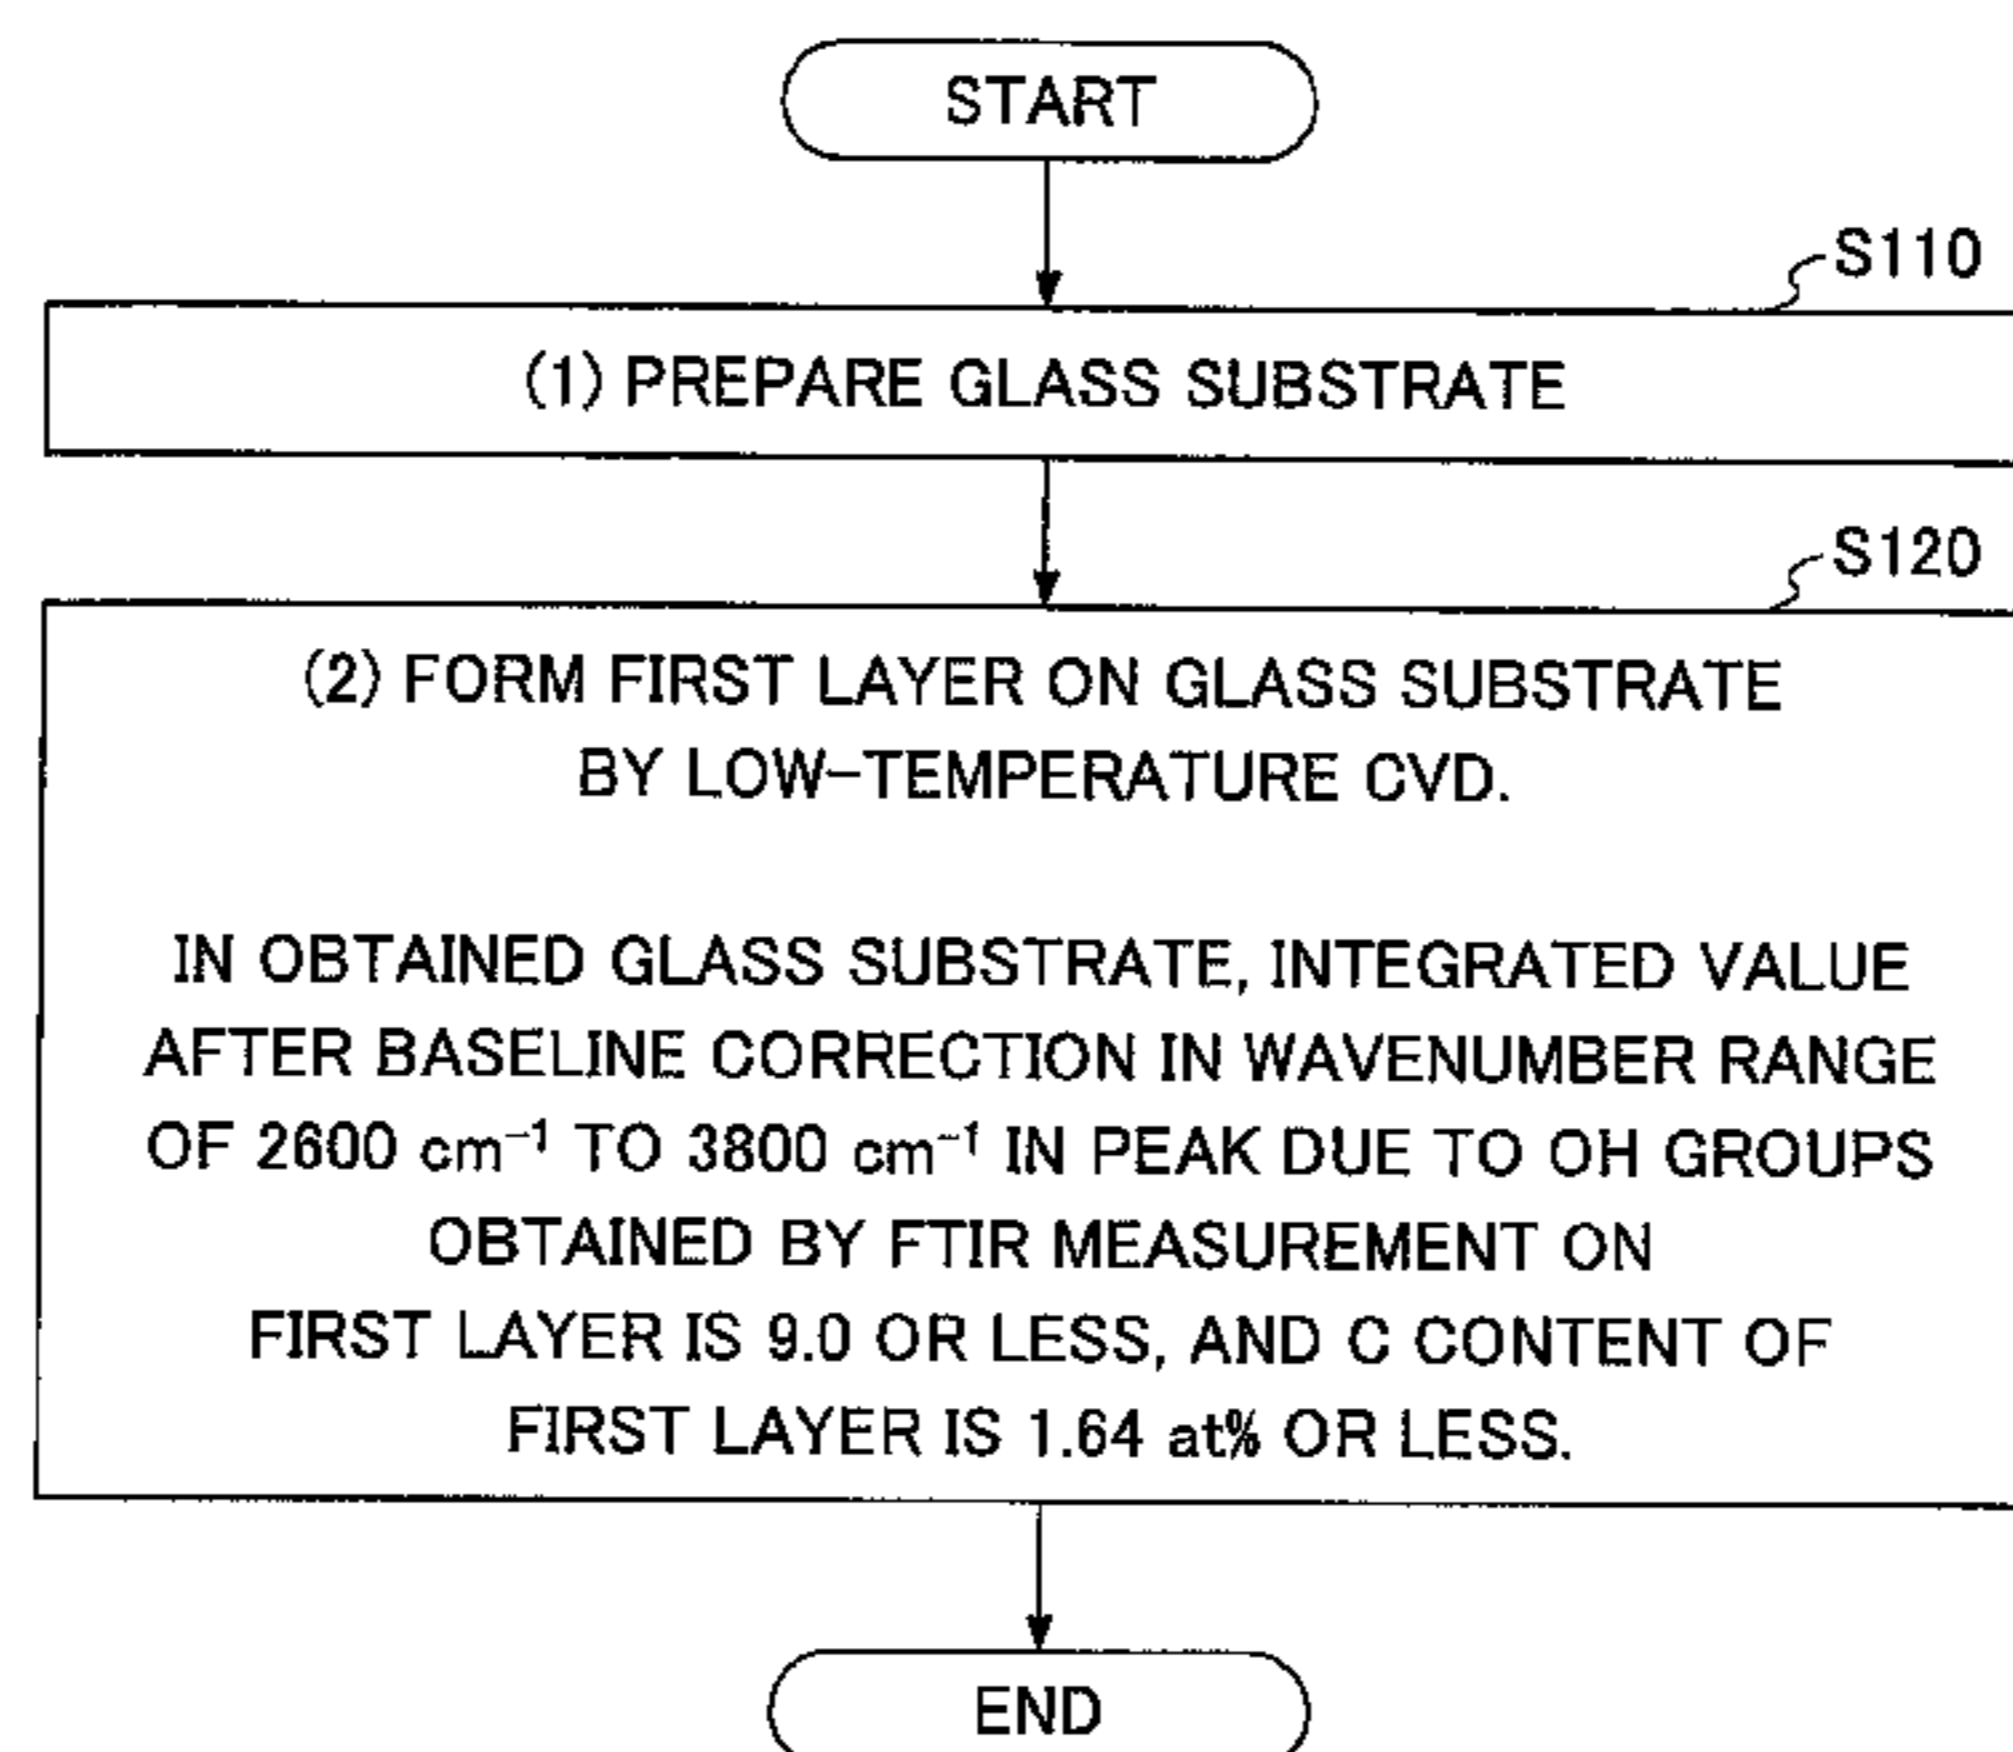 START
S110
(1) PREPARE GLASS SUBSTRATE
S120
(2) FORM FIRST LAYER ON GLASS SUBSTRATE
BY LOW-TEMPERATURE CVD.
IN OBTAINED GLASS SUBSTRATE, INTEGRATED VALUE
AFTER BASELINE CORRECTION IN WAVENUMBER RANGE
OF 2600 cm⁻¹ TO 3800 cm⁻¹ IN PEAK DUE TO OH GROUPS
OBTAINED BY FTIR MEASUREMENT ON
FIRST LAYER IS 9.0 OR LESS, AND C CONTENT OF
FIRST LAYER IS 1.64 at% OR LESS.
END